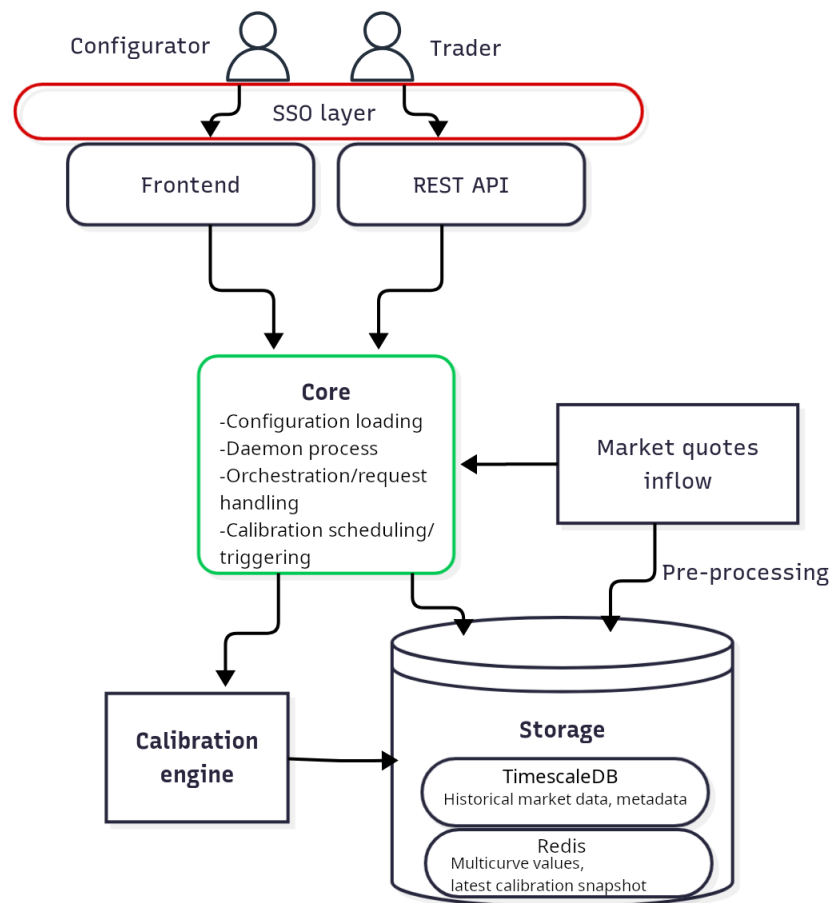 Configurator
Trader
SSO layer
Frontend
REST API
Core
-Configuration loading
-Daemon process
-Orchestration/request
handling
-Calibration scheduling/
triggering
Market quotes
inflow
Pre-processing
Calibration
engine
Storage
TimescaleDB
Historical market data, metadata
Redis
Multicurve values,
latest calibration snapshot